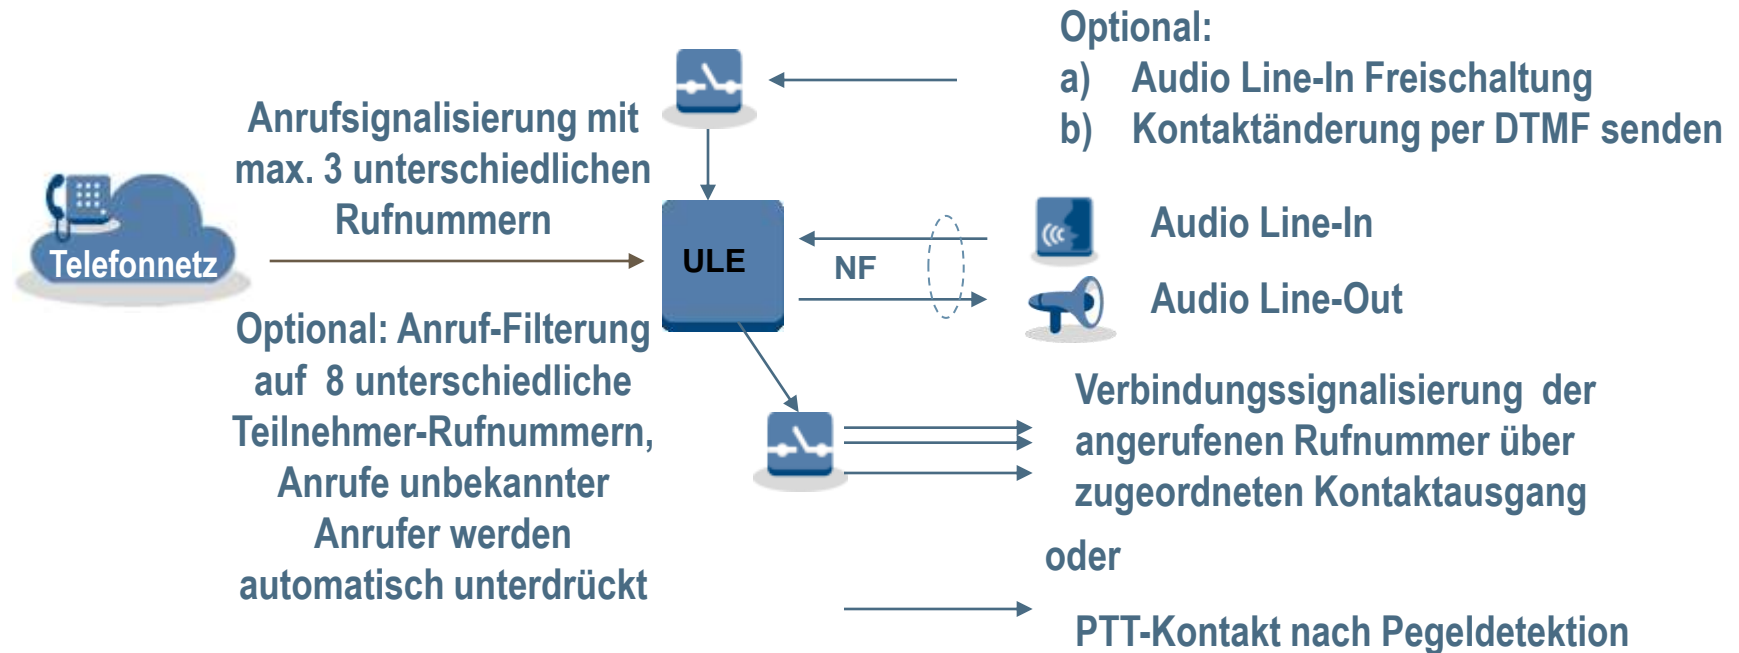 Optional:
a) Audio Line-In Freischaltung
b) Kontaktänderung per DTMF senden
Anrufsignalisierung mit
max. 3 unterschiedlichen
Rufnummern
Telefonnetz
ULE
NF
Audio Line-In
Audio Line-Out
Optional: Anruf-Filterung
auf 8 unterschiedliche
Teilnehmer-Rufnummern,
Anrufe unbekannter
Anrufer werden
automatisch unterdrückt
Verbindungssignalisierung der
angerufenen Rufnummer über
zugeordneten Kontaktausgang
oder
PTT-Kontakt nach Pegeldetektion